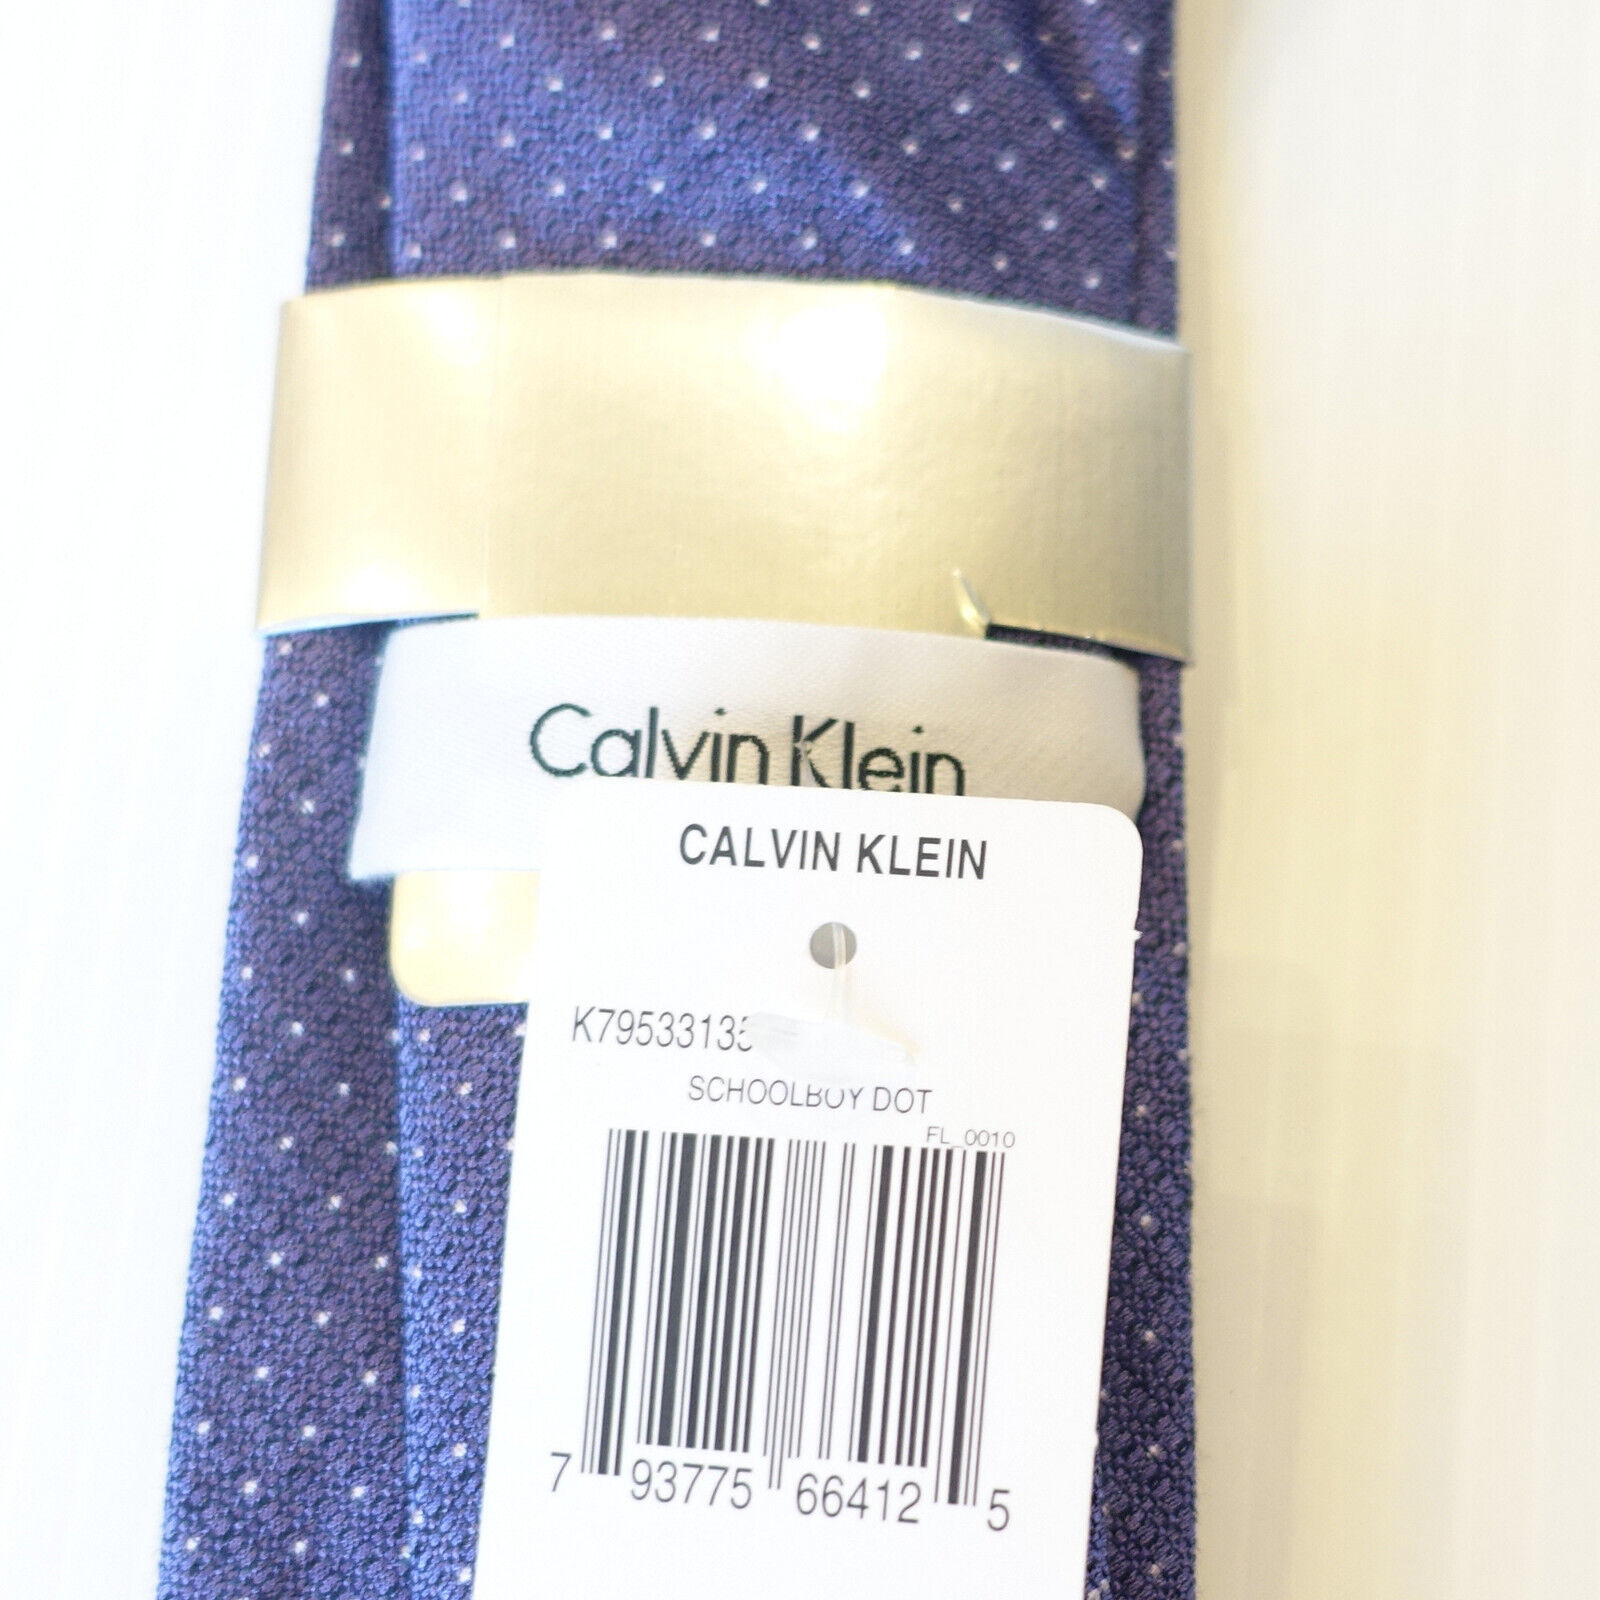 Calvin Klein
CALVIN KLEIN
SCHOOLBOY DOT
FL_0010
7 93775 66412 5